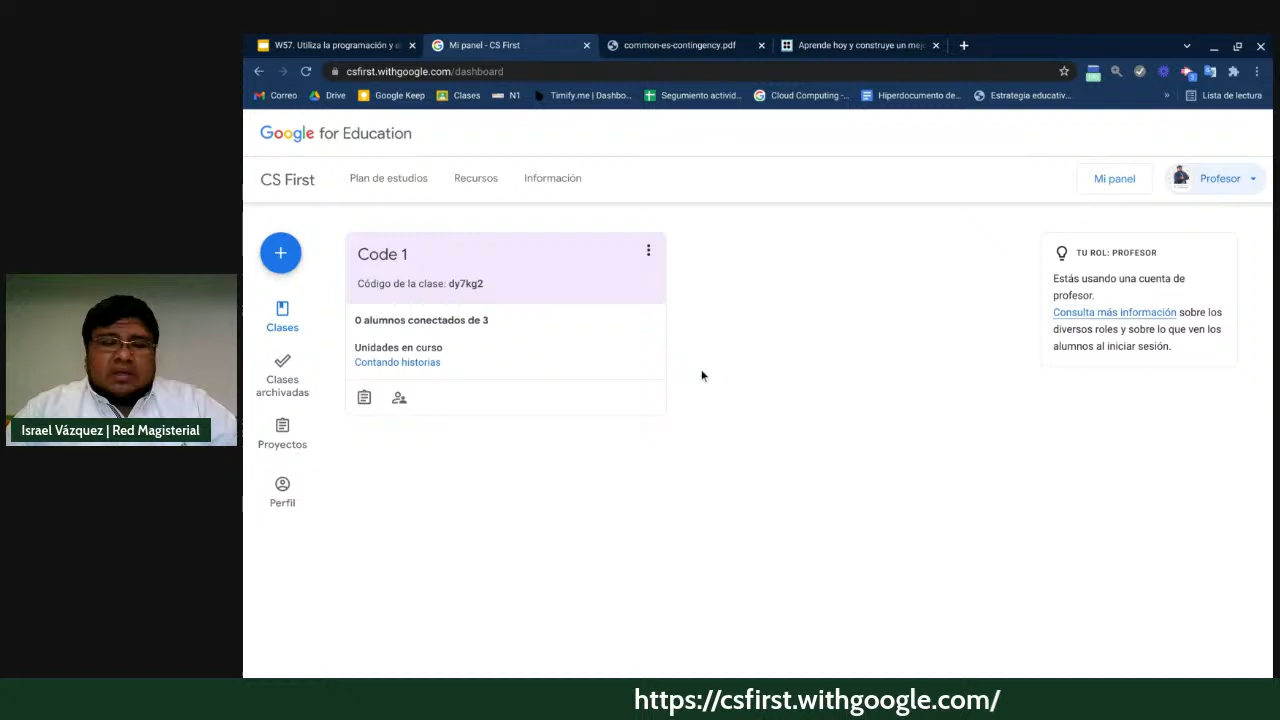 W57. Utiliza la programación y e
Mi panel - CS First
common-es-contingency.pdf
Aprende hoy y construye un mej
csfirst.withgoogle.com/dashboard
Correo
Drive
Google Keep
Clases
N1
Timify.me | Dashbo...
Segumiento activid...
Cloud Computing -...
Hiperdocumento de...
Estrategia educativ...
»
Lista de lectura
Google for Education
CS First
Plan de estudios
Recursos
Información
Mi panel
Profesor
Code 1
Código de la clase: dy7kg2
0 alumnos conectados de 3
Unidades en curso
Contando historias
Clases
Clases
archivadas
Proyectos
Perfil
TU ROL: PROFESOR
Estás usando una cuenta de
profesor.
Consulta más información sobre los
diversos roles y sobre lo que ven los
alumnos al iniciar sesión.
Israel Vázquez | Red Magisterial
https://csfirst.withgoogle.com/